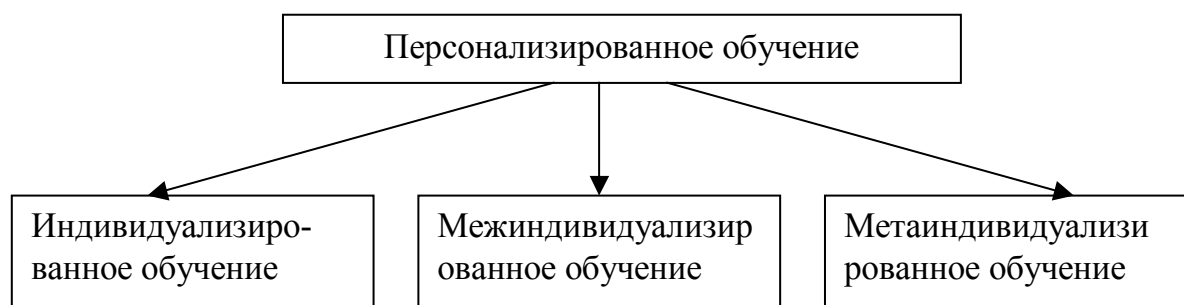 Персонализированное обучение
Индивидуализиро-
ванное обучение
Межиндивидуализир
ованное обучение
Метаиндивидуализи
рованное обучение